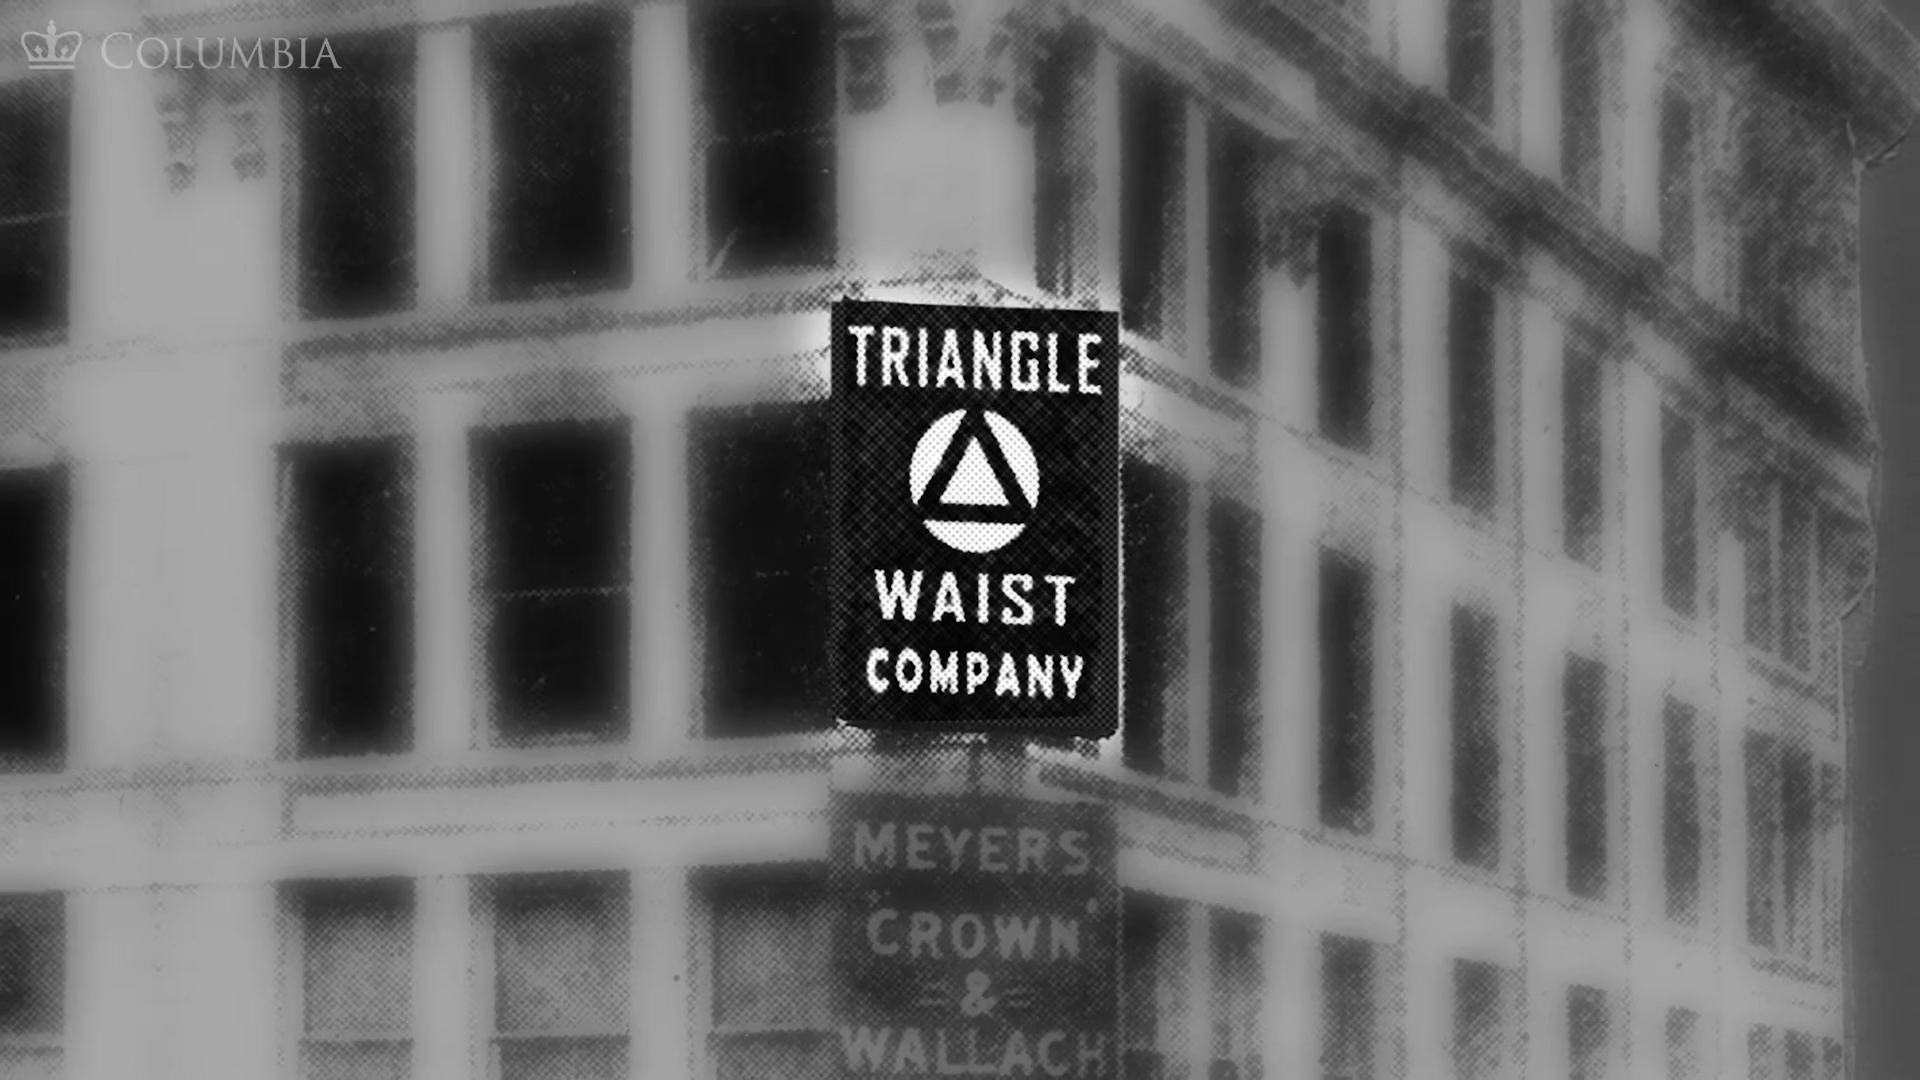 COLUMBIA
TRIANGLE
WAIST
COMPANY
MEYERS
CROWN
=&=
WALLACH